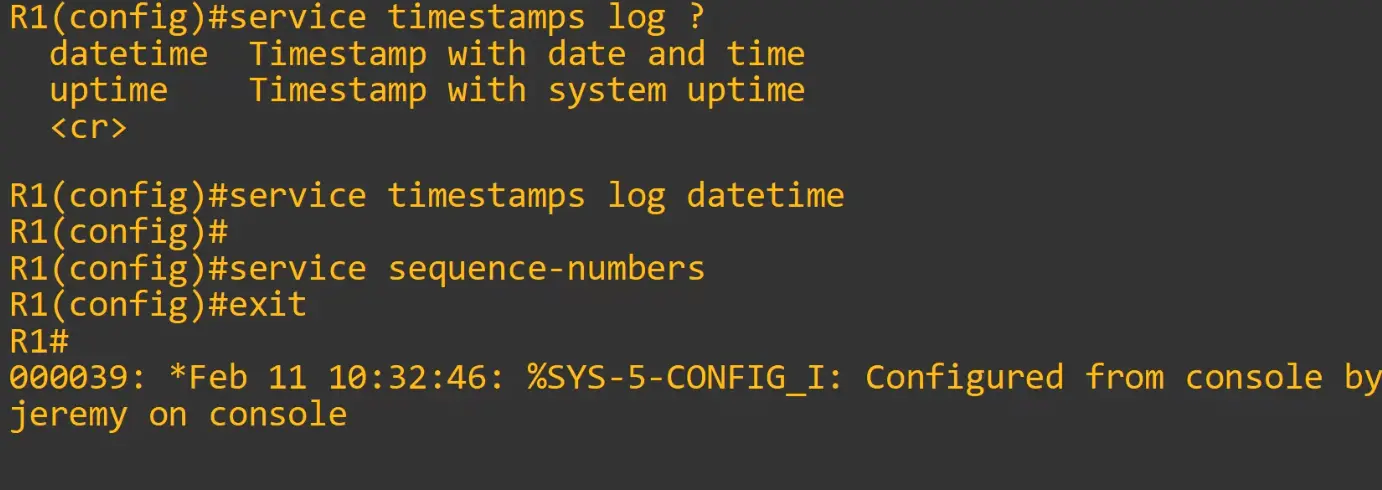 R1(config)#service timestamps log ?
  datetime  Timestamp with date and time
  uptime    Timestamp with system uptime
  <cr>

R1(config)#service timestamps log datetime
R1(config)#
R1(config)#service sequence-numbers
R1(config)#exit
R1#
000039: *Feb 11 10:32:46: %SYS-5-CONFIG_I: Configured from console by
jeremy on console